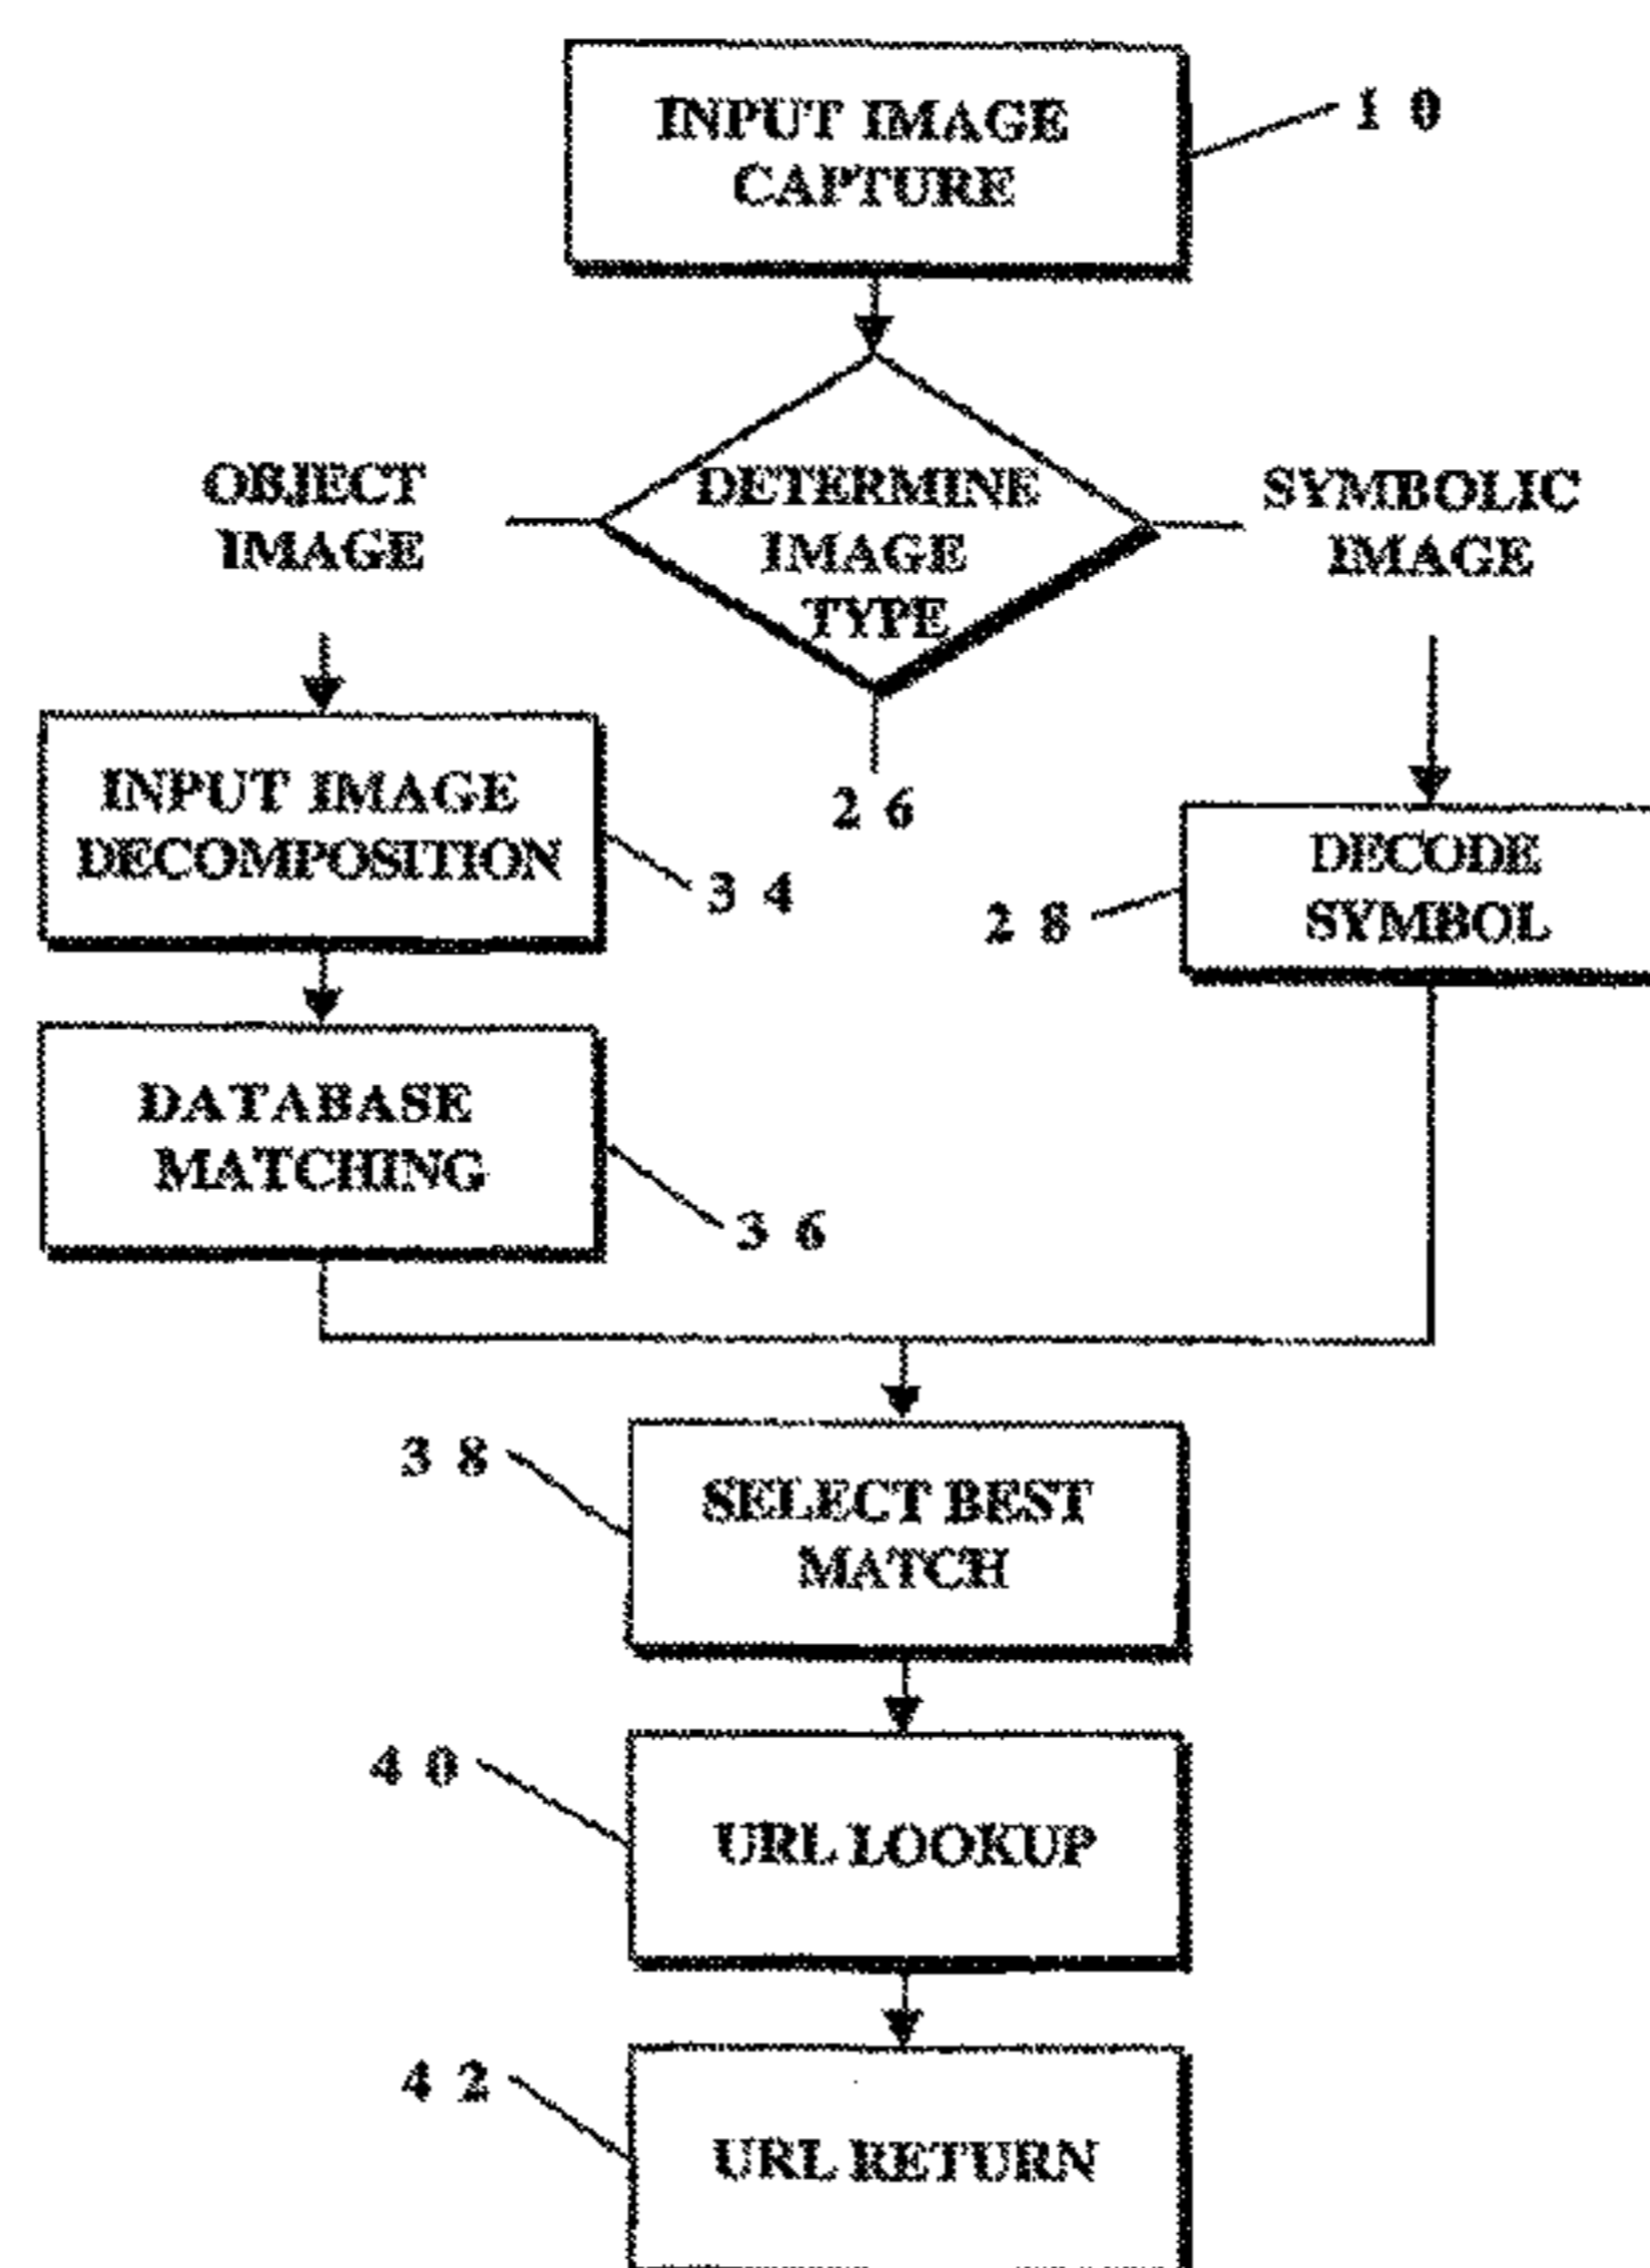 INPUT IMAGE
CAPTURE
1 0
OBJECT
IMAGE
DETERMINE
IMAGE
TYPE
SYMBOLIC
IMAGE
2 6
INPUT IMAGE
DECOMPOSITION
3 4
2 8
DECODE
SYMBOL
DATABASE
MATCHING
3 6
3 8
SELECT BEST
MATCH
4 0
URL LOOKUP
4 2
URL RETURN